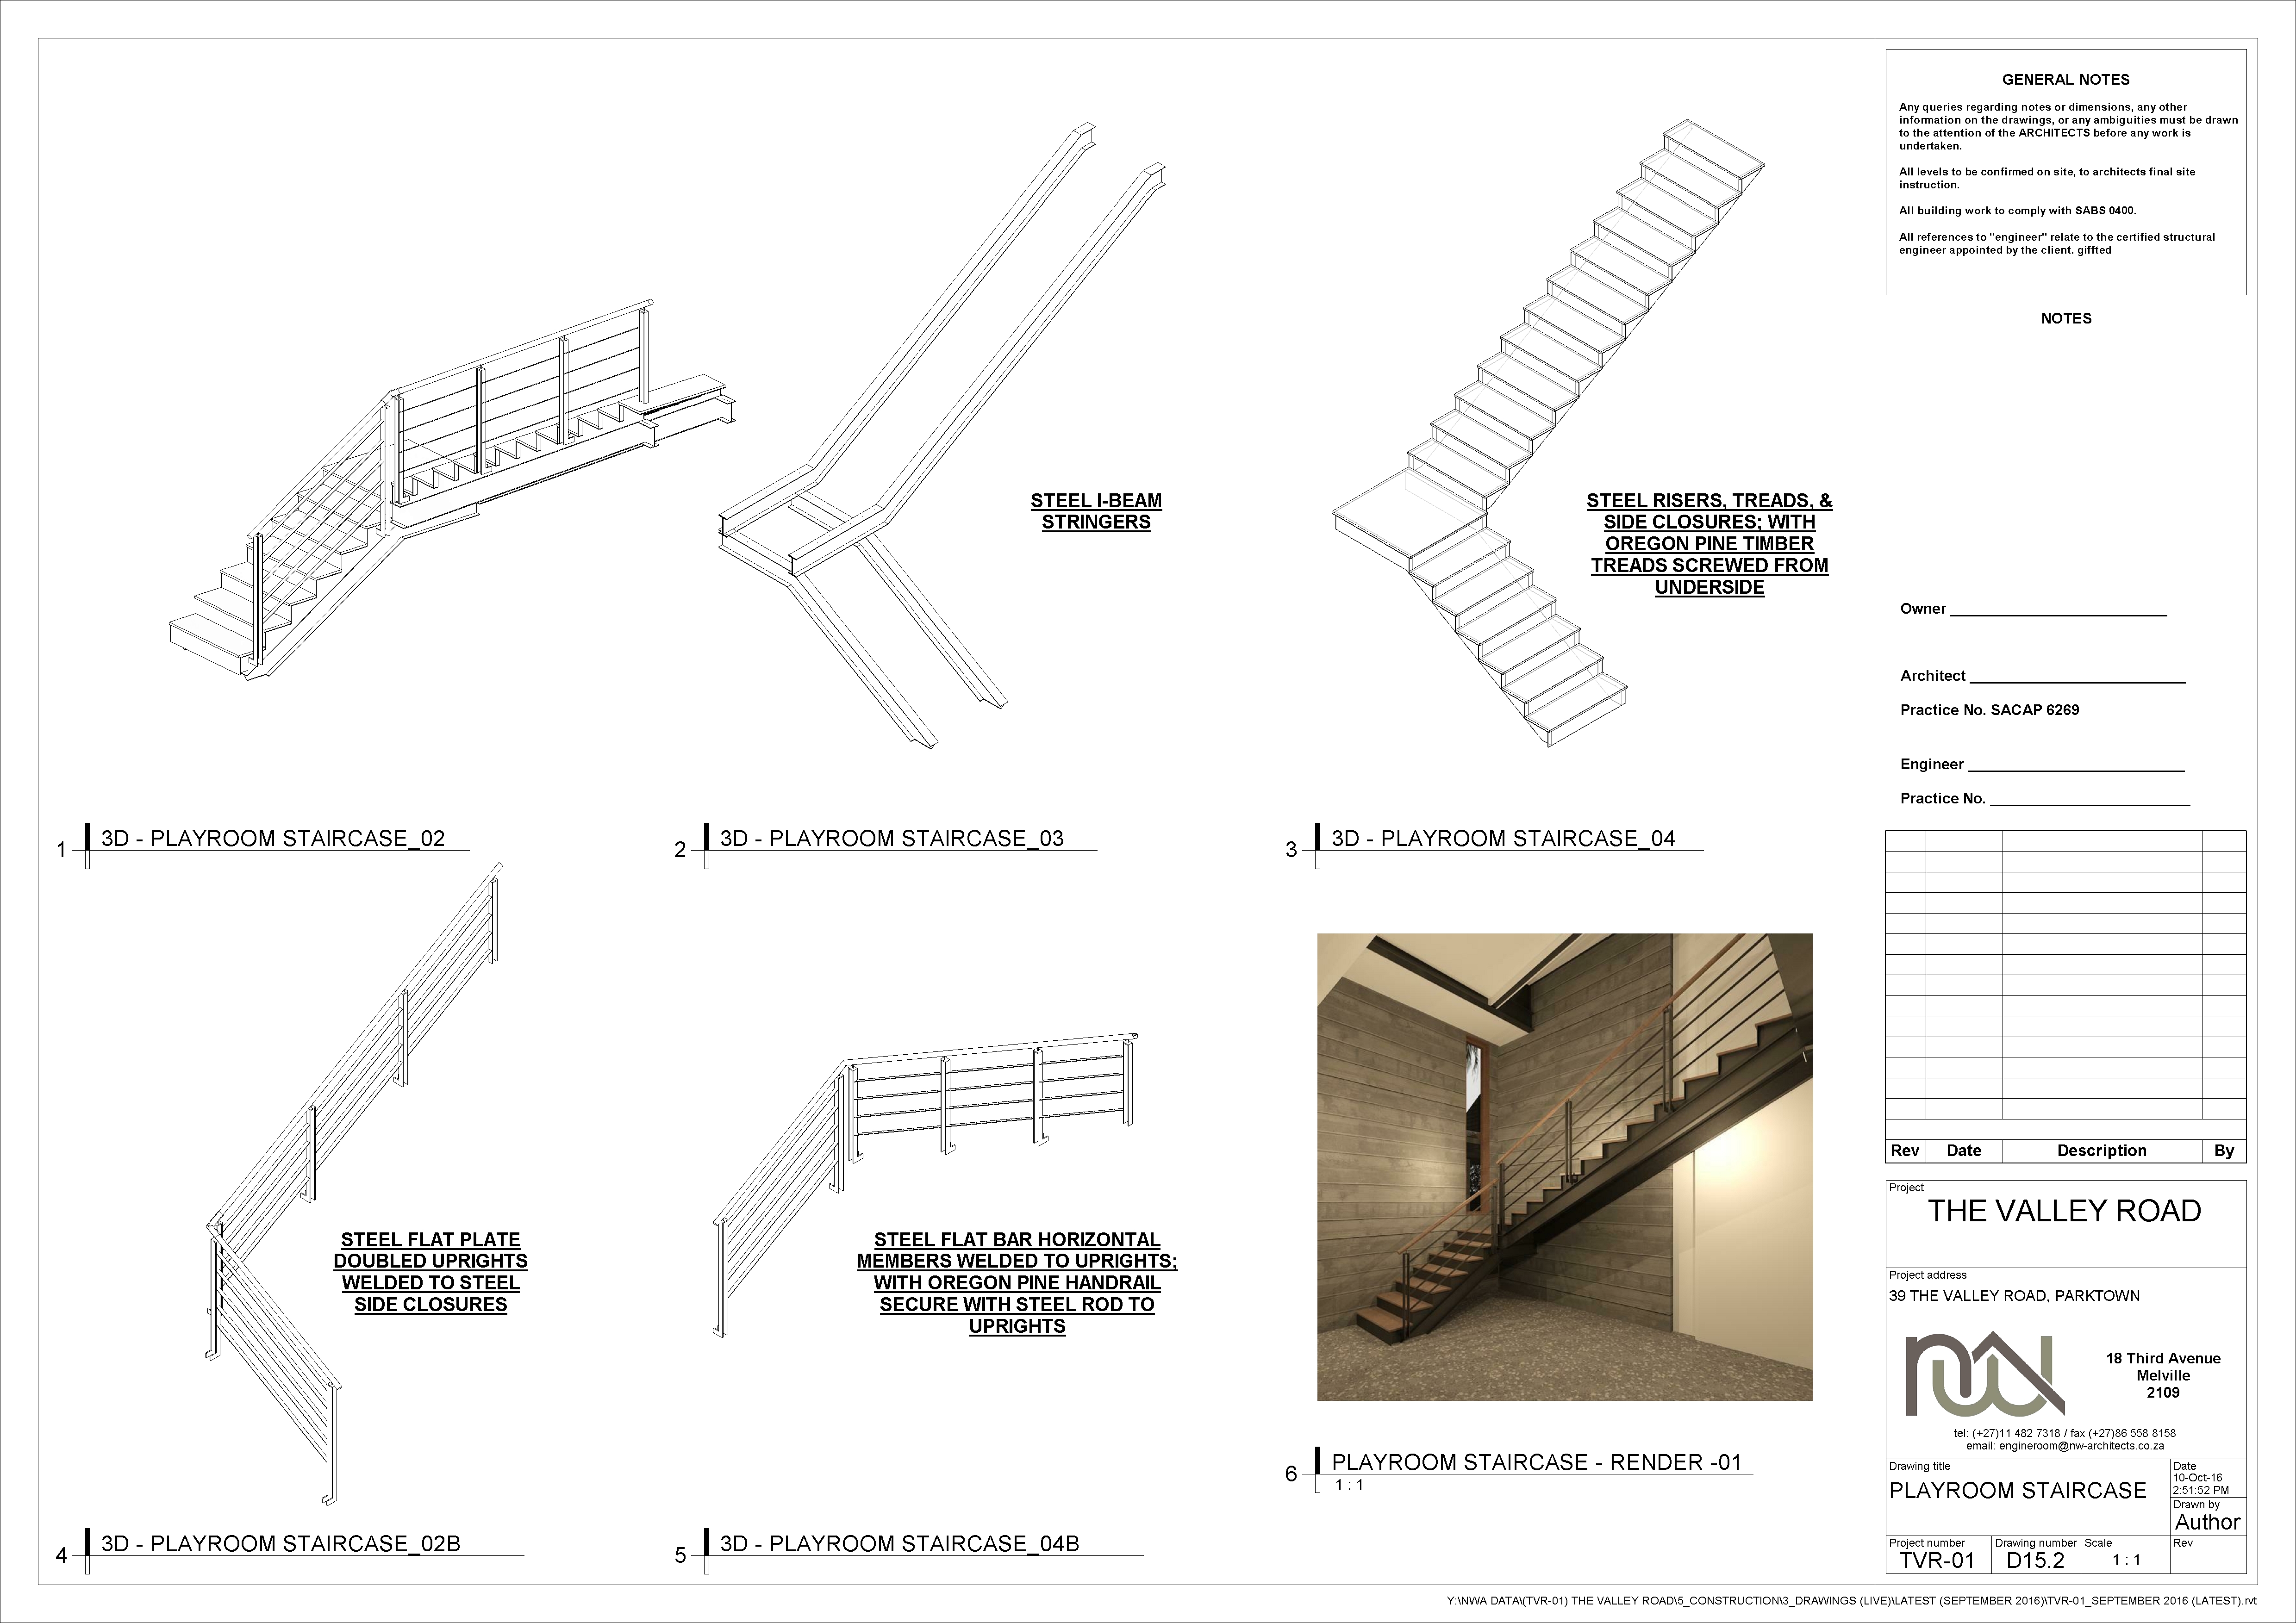 STEEL I-BEAM
STRINGERS
STEEL RISERS, TREADS, &
SIDE CLOSURES; WITH
OREGON PINE TIMBER
TREADS SCREWED FROM
UNDERSIDE
1 3D - PLAYROOM STAIRCASE_02
2 3D - PLAYROOM STAIRCASE_03
3 3D - PLAYROOM STAIRCASE_04
STEEL FLAT PLATE
DOUBLED UPRIGHTS
WELDED TO STEEL
SIDE CLOSURES
STEEL FLAT BAR HORIZONTAL
MEMBERS WELDED TO UPRIGHTS;
WITH OREGON PINE HANDRAIL
SECURE WITH STEEL ROD TO
UPRIGHTS
4 3D - PLAYROOM STAIRCASE_02B
5 3D - PLAYROOM STAIRCASE_04B
6 PLAYROOM STAIRCASE - RENDER -01
1 : 1
GENERAL NOTES
Any queries regarding notes or dimensions, any other
information on the drawings, or any ambiguities must be drawn
to the attention of the ARCHITECTS before any work is
undertaken.
All levels to be confirmed on site, to architects final site
instruction.
All building work to comply with SABS 0400.
All references to "engineer" relate to the certified structural
engineer appointed by the client. giffted
NOTES
Owner
Architect
Practice No. SACAP 6269
Engineer
Practice No.
Rev Date Description By
Project
THE VALLEY ROAD
Project address
39 THE VALLEY ROAD, PARKTOWN
nw
18 Third Avenue
Melville
2109
tel: (+27)11 482 7318 / fax (+27)86 558 8158
email: engineroom@nw-architects.co.za
Drawing title
PLAYROOM STAIRCASE
Date
10-Oct-16
2:51:52 PM
Drawn by
Author
Project number
TVR-01
Drawing number
D15.2
Scale
1 : 1
Rev
Y:\NWA DATA\(TVR-01) THE VALLEY ROAD\5_CONSTRUCTION\3_DRAWINGS (LIVE)\LATEST (SEPTEMBER 2016)\TVR-01_SEPTEMBER 2016 (LATEST).rvt